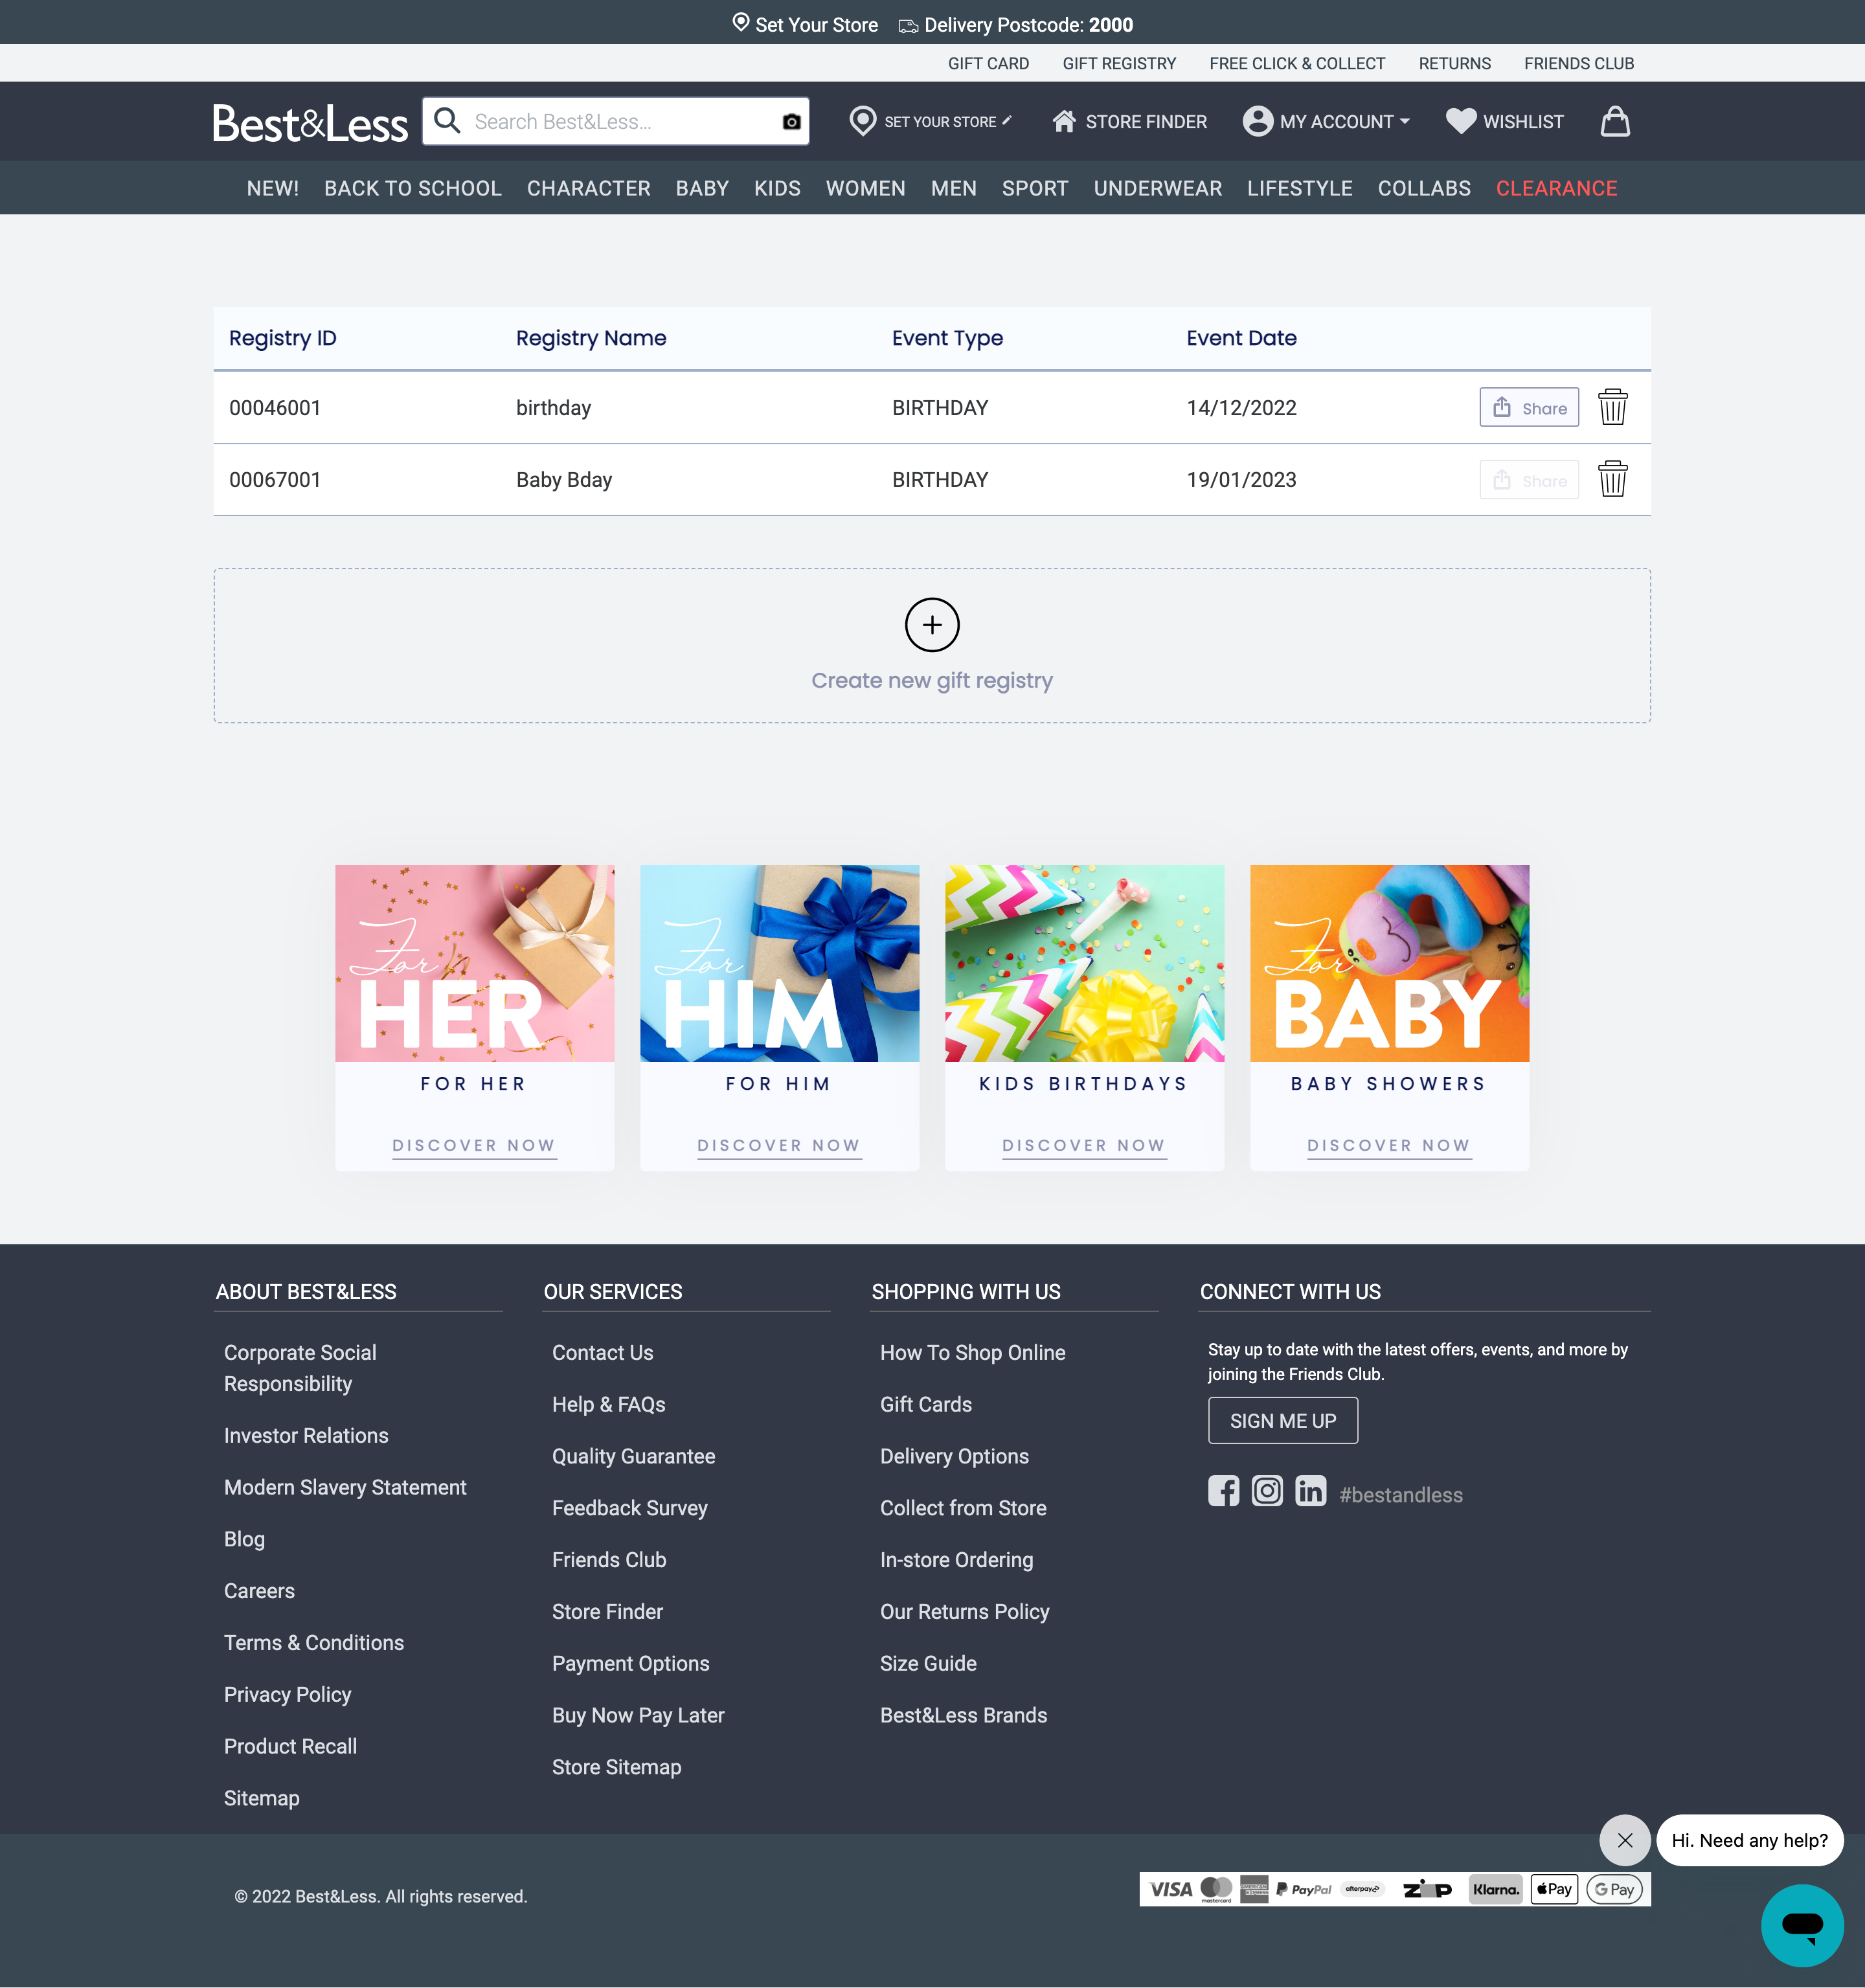 Set Your Store Delivery Postcode: 2000
GIFT CARD GIFT REGISTRY FREE CLICK & COLLECT RETURNS FRIENDS CLUB
Best&Less Search Best&Less... SET YOUR STORE STORE FINDER MY ACCOUNT WISHLIST
NEW! BACK TO SCHOOL CHARACTER BABY KIDS WOMEN MEN SPORT UNDERWEAR LIFESTYLE COLLABS CLEARANCE
Registry ID Registry Name Event Type Event Date
00046001 birthday BIRTHDAY 14/12/2022 Share
00067001 Baby Bday BIRTHDAY 19/01/2023 Share
Create new gift registry
For
HER
FOR HER
DISCOVER NOW
For
HIM
FOR HIM
DISCOVER NOW
KIDS BIRTHDAYS
DISCOVER NOW
For
BABY
BABY SHOWERS
DISCOVER NOW
ABOUT BEST&LESS
Corporate Social
Responsibility
Investor Relations
Modern Slavery Statement
Blog
Careers
Terms & Conditions
Privacy Policy
Product Recall
Sitemap
OUR SERVICES
Contact Us
Help & FAQs
Quality Guarantee
Feedback Survey
Friends Club
Store Finder
Payment Options
Buy Now Pay Later
Store Sitemap
SHOPPING WITH US
How To Shop Online
Gift Cards
Delivery Options
Collect from Store
In-store Ordering
Our Returns Policy
Size Guide
Best&Less Brands
CONNECT WITH US
Stay up to date with the latest offers, events, and more by
joining the Friends Club.
SIGN ME UP
#bestandless
Hi. Need any help?
© 2022 Best&Less. All rights reserved.
VISA mastercard AMERICAN EXPRESS PayPal afterpay ZIP Klarna. Pay G Pay